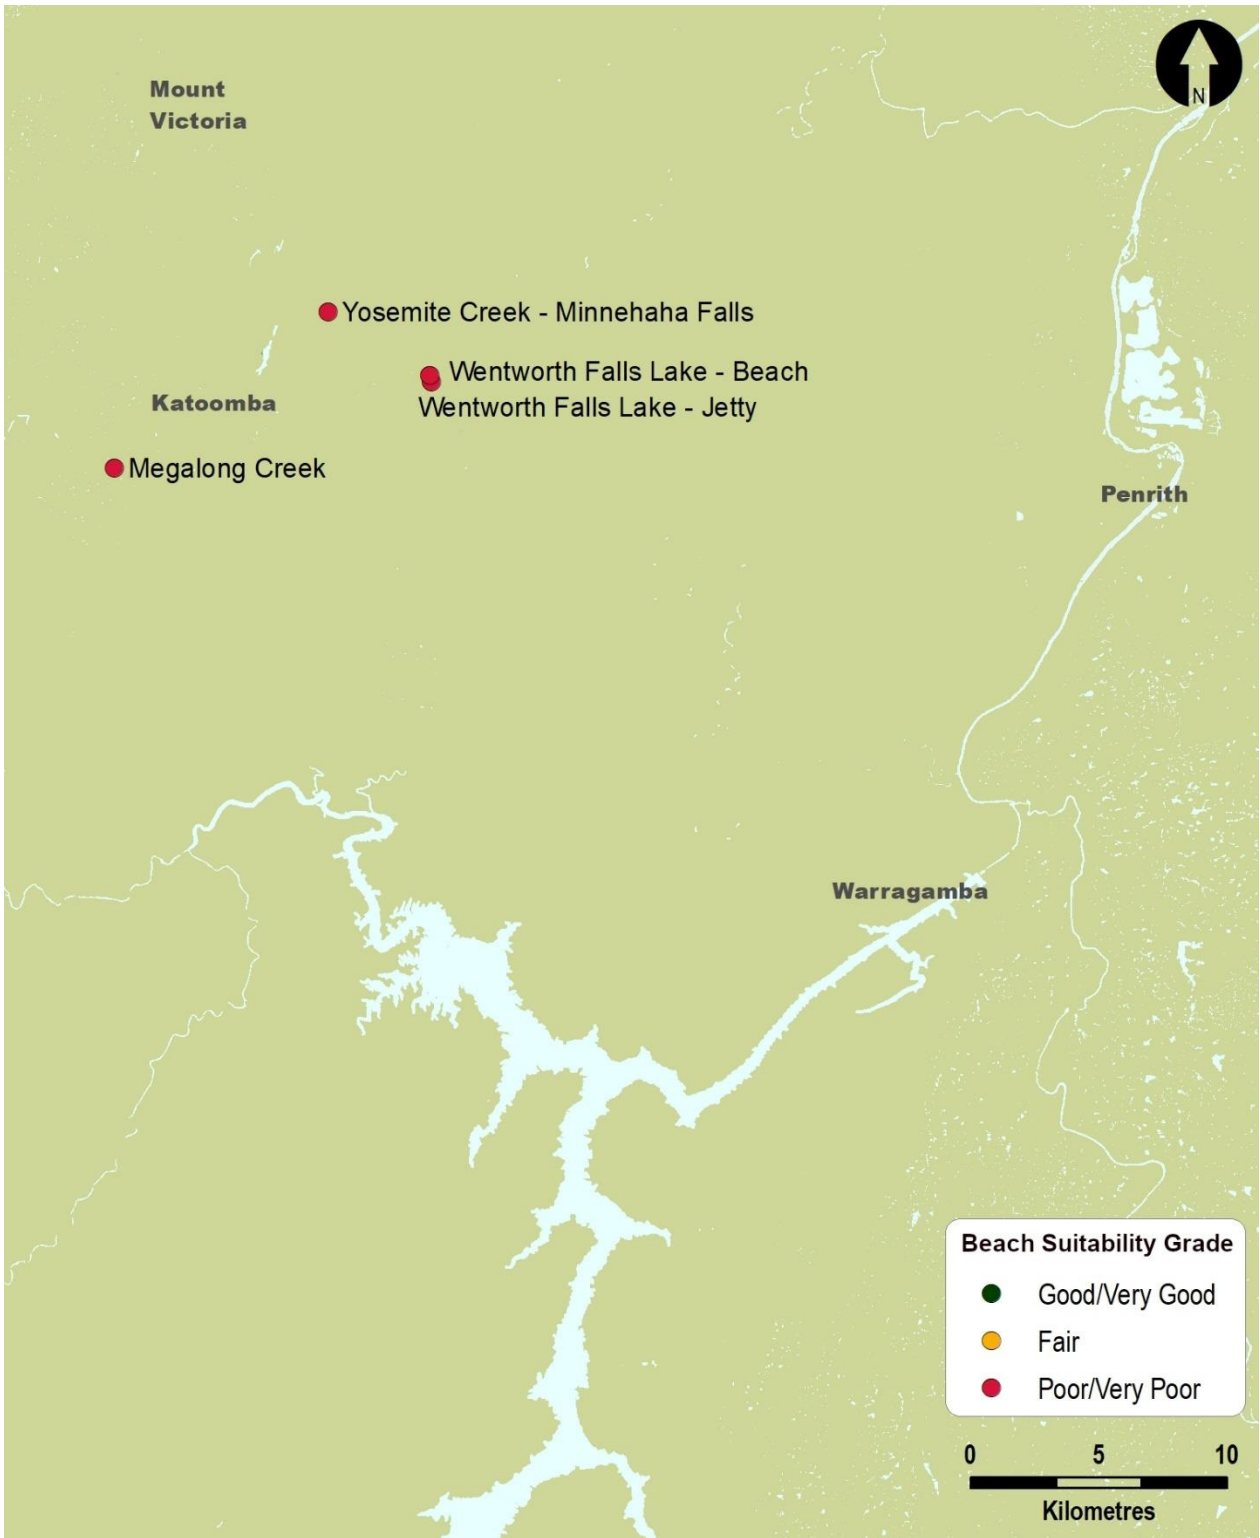 N
Mount
Victoria
Yosemite Creek - Minnehaha Falls
Wentworth Falls Lake - Beach
Wentworth Falls Lake - Jetty
Katoomba
Megalong Creek
Penrith
Warragamba
Beach Suitability Grade
Good/Very Good
Fair
Poor/Very Poor
0 5 10
Kilometres